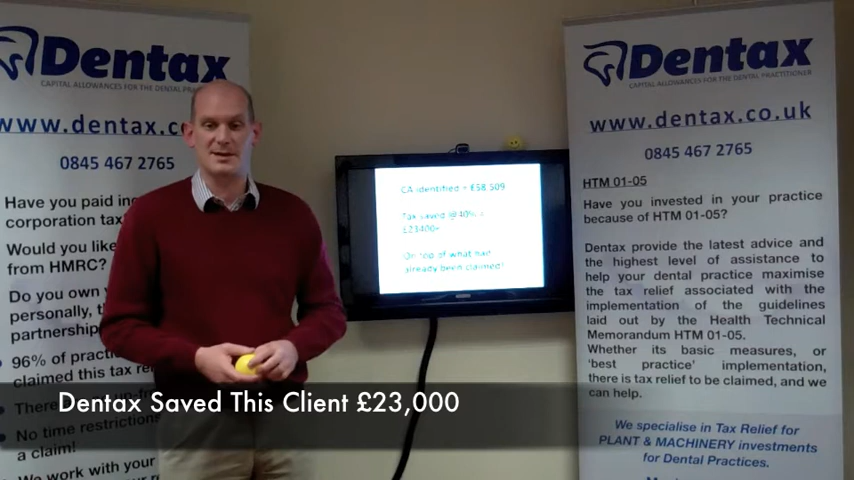 Dentax
CAPITAL ALLOWANCES FOR THE DENTAL
www.dentax.c
0845 467 2765
Have you paid
corporation tax
Would you like
from HMRC?
Do you own
personally,
partnership
96% of
claimed this tax
There
No time restrictions
a claim!
We work with your
CA identified = £58 509
Tax saved @40% =
£23400+
On top of what had
already been claimed!
Dentax
CAPITAL ALLOWANCES FOR THE DENTAL PRACTITIONER
www.dentax.co.uk
0845 467 2765
HTM 01-05
Have you invested in your practice
because of HTM 01-05?
Dentax provide the latest advice and
the highest level of assistance to
help your dental practice maximise
the tax relief associated with the
implementation of the guidelines
laid out by the Health Technical
Memorandum HTM 01-05.
Whether its basic measures, or
'best practice' implementation,
there is tax relief to be claimed, and we
can help.
We specialise in Tax Relief for
PLANT & MACHINERY investments
for Dental Practices.
Dentax Saved This Client £23,000